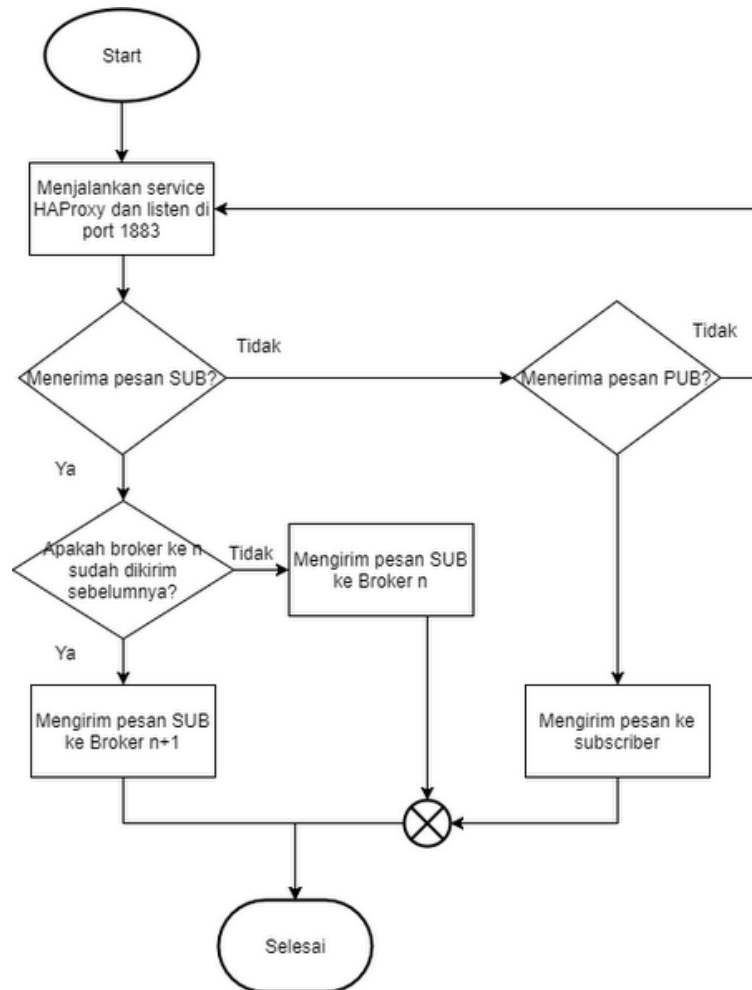 Start
Menjalankan service
HAProxy dan listen di
port 1883
Menerima pesan SUB?
Tidak
Menerima pesan PUB?
Tidak
Ya
Apakah broker ke n
sudah dikirim
sebelumnya?
Tidak
Mengirim pesan SUB
ke Broker n
Ya
Mengirim pesan SUB
ke Broker n+1
Mengirim pesan ke
subscriber
Selesai